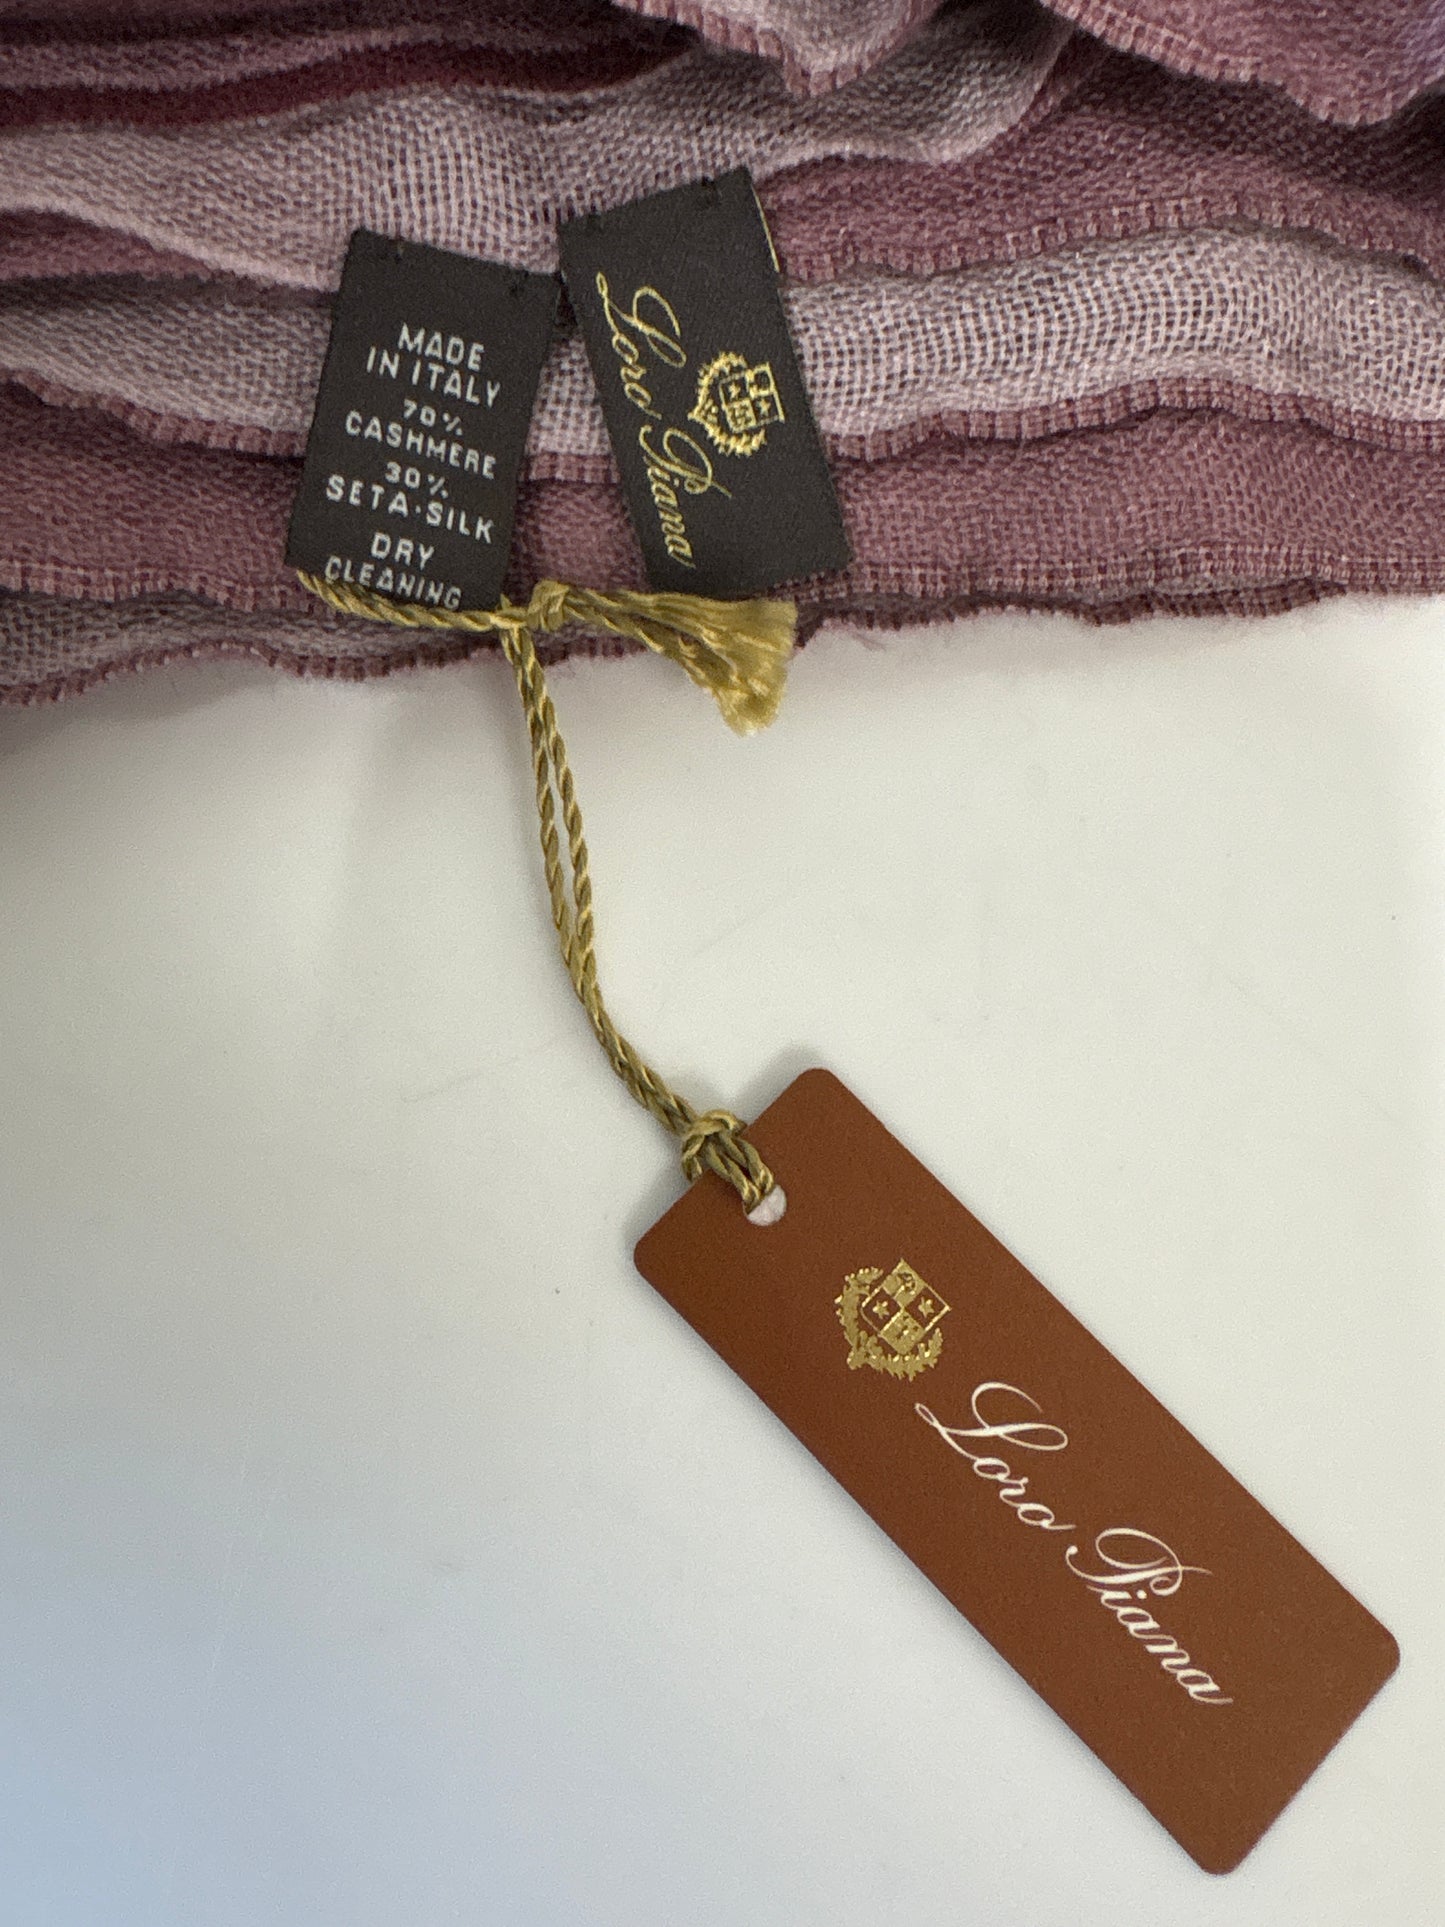 MADE
IN ITALY
70%
CASHMERE
30%
SETA·SILK
DRY
CLEANING
Loro Piana
Loro Piana